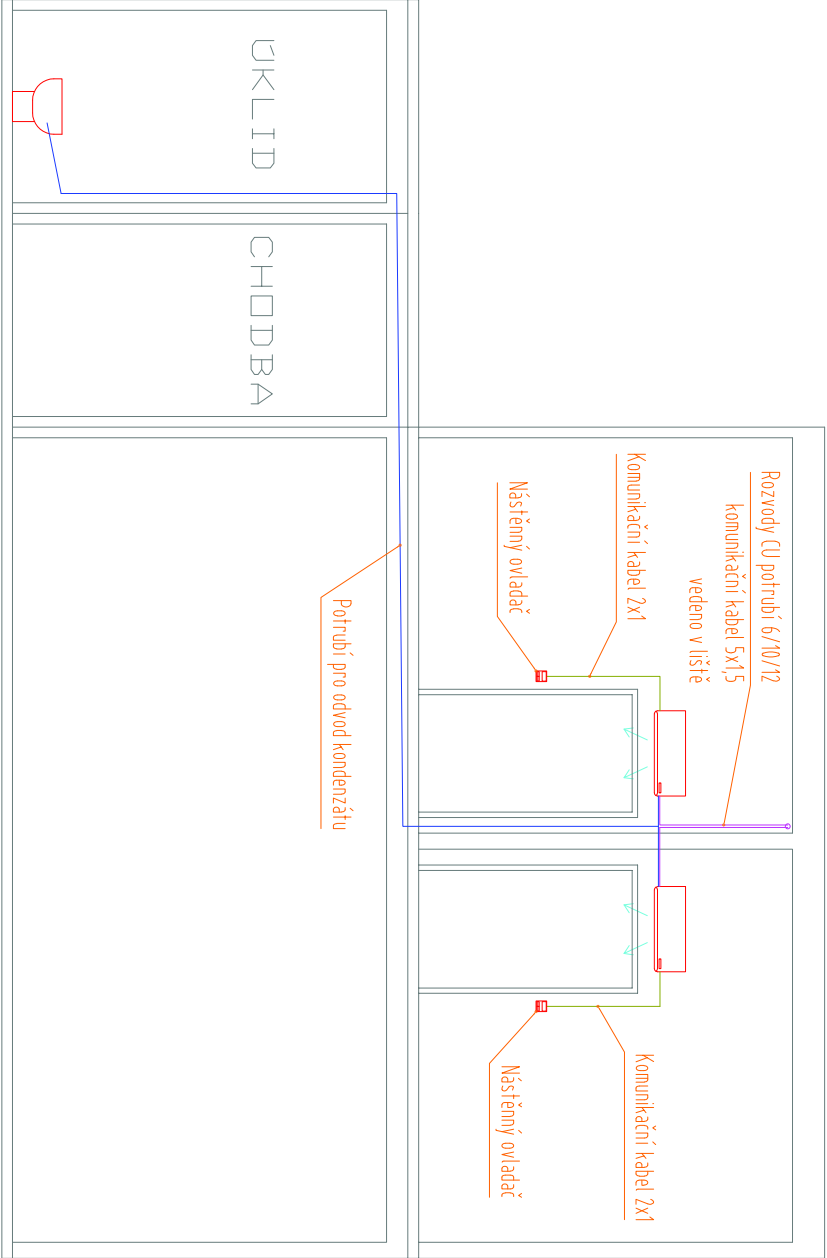 ÚKLID
CHODBA
Rozvody CU potrubí 6/10/12
komunikační kabel 5x1,5
vedeno v liště
Komunikační kabel 2x1
Nástěnný ovladač
Potrubí pro odvod kondenzátu
Komunikační kabel 2x1
Nástěnný ovladač